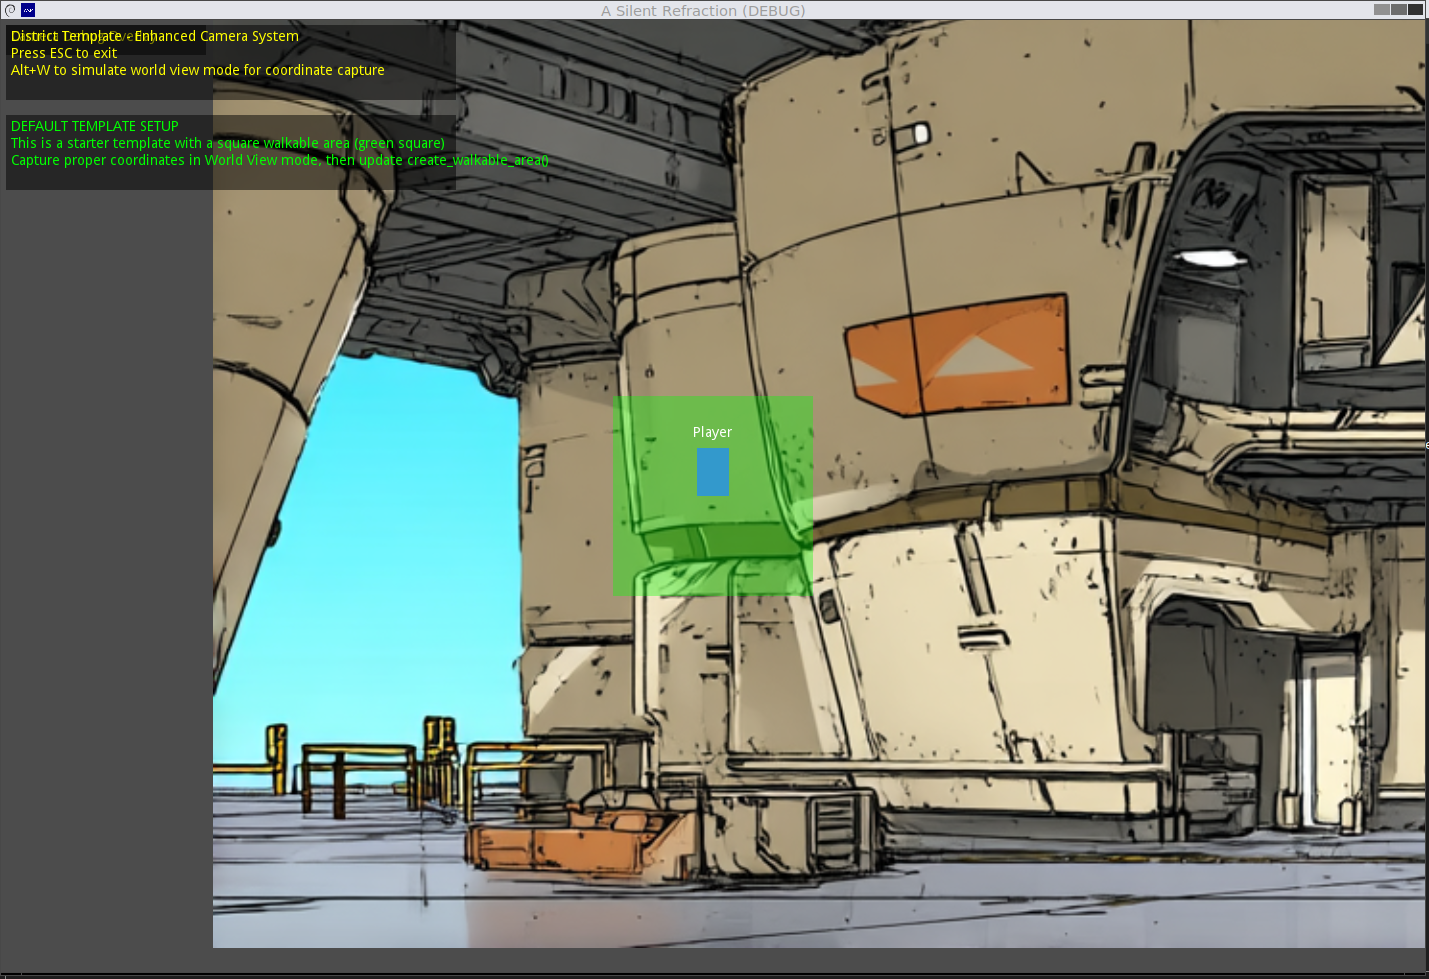 A Silent Refraction (DEBUG)
District Template - Enhanced Camera System
Press ESC to exit
Alt+W to simulate world view mode for coordinate capture
DEFAULT TEMPLATE SETUP
This is a starter template with a square walkable area (green square)
Capture proper coordinates in World View mode, then update create_walkable_area()
Player